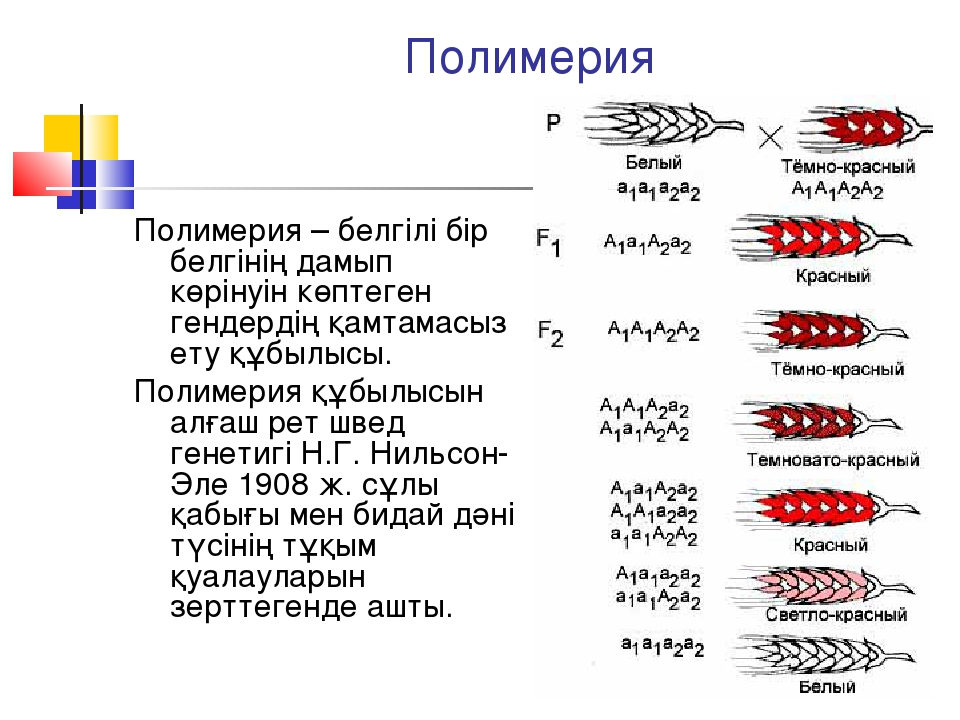 Полимерия
Полимерия – белгілі бір
белгінің дамып
көрінуін көптеген
гендердің қамтамасыз
ету құбылысы.
Полимерия құбылысын
алғаш рет швед
генетигі Н.Г. Нильсон-
Эле 1908 ж. сұлы
қабығы мен бидай дәні
түсінің тұқым
қуалауларын
зерттегенде ашты.
P
Белый
a₁a₁a₂a₂
Тёмно-красный
A₁A₁A₂A₂
F₁
A₁a₁A₂a₂
Красный
F₂
A₁A₁A₂A₂
Тёмно-красный
A₁A₁A₂a₂
A₁a₁A₂A₂
Темновато-красный
A₁a₁A₂a₂
A₁A₁a₂a₂
a₁a₁A₂A₂
Красный
A₁a₁a₂a₂
a₁a₁A₂a₂
Светло-красный
a₁a₁a₂a₂
Белый